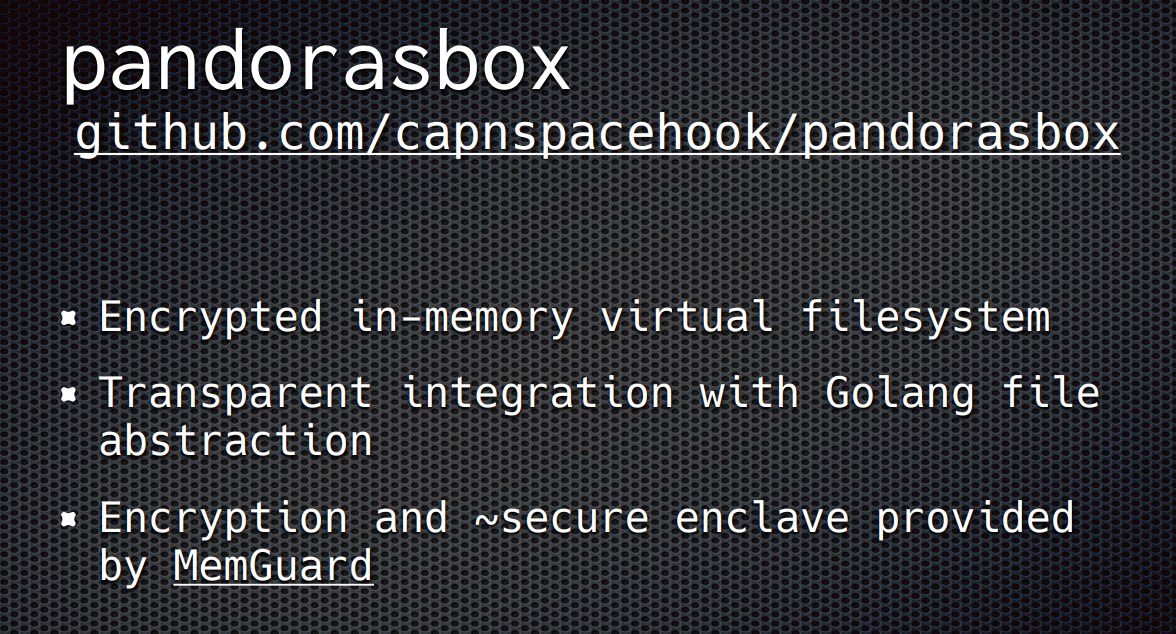 pandorasbox
github.com/capnspacehook/pandorasbox
Encrypted in-memory virtual filesystem
Transparent integration with Golang file
abstraction
Encryption and ~secure enclave provided
by MemGuard